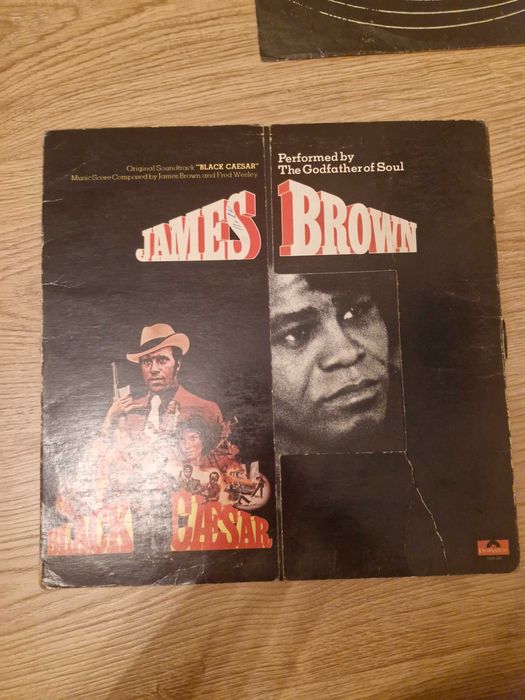 Original Soundtrack "BLACK CAESAR"
Music Score Composed by James Brown and Fred Wesley
Performed by
The Godfather of Soul
JAMES BROWN
BLACK CÆSAR
polydor